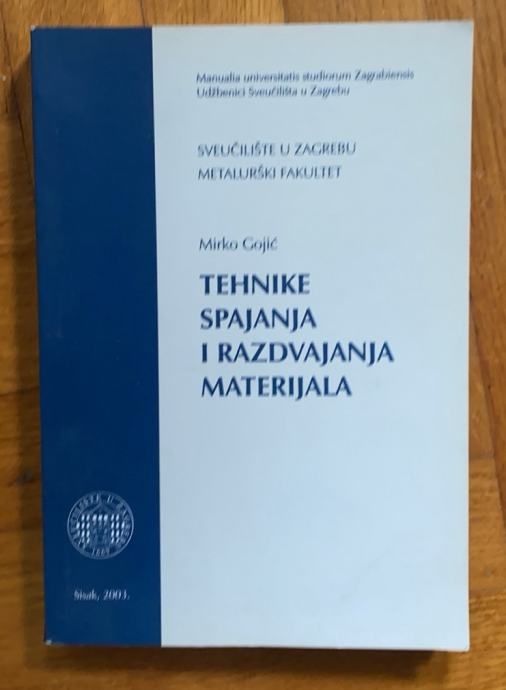 Manualia universitatis studiorum Zagrabiensis
Udžbenici Sveučilišta u Zagrebu
SVEUČILIŠTE U ZAGREBU
METALURŠKI FAKULTET
Mirko Gojić
TEHNIKE
SPAJANJA
I RAZDVAJANJA
MATERIJALA
Sisak, 2003.